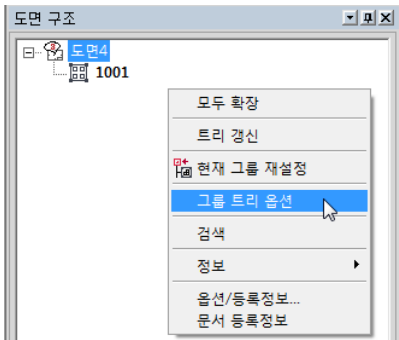 도면 구조
도면4
1001
모두 확장
트리 갱신
현재 그룹 재설정
그룹 트리 옵션
검색
정보
옵션/등록정보...
문서 등록정보